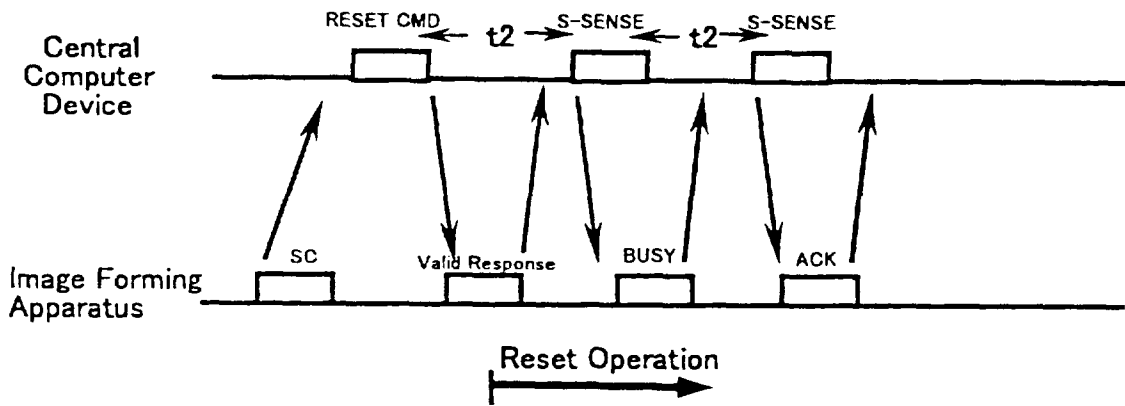 RESET CMD
t2
S-SENSE
t2
S-SENSE
Central
Computer
Device
SC
Valid Response
BUSY
ACK
Image Forming
Apparatus
Reset Operation